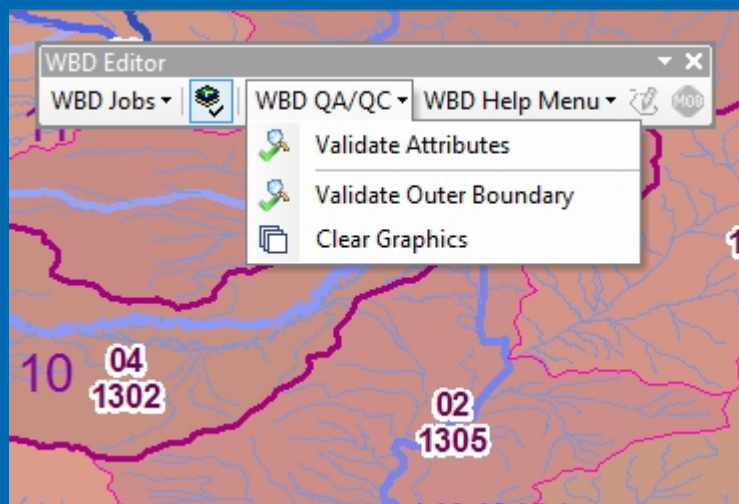 WBD Editor
WBD Jobs WBD QA/QC WBD Help Menu MOD
Validate Attributes
Validate Outer Boundary
Clear Graphics
10
04
1302
02
1305